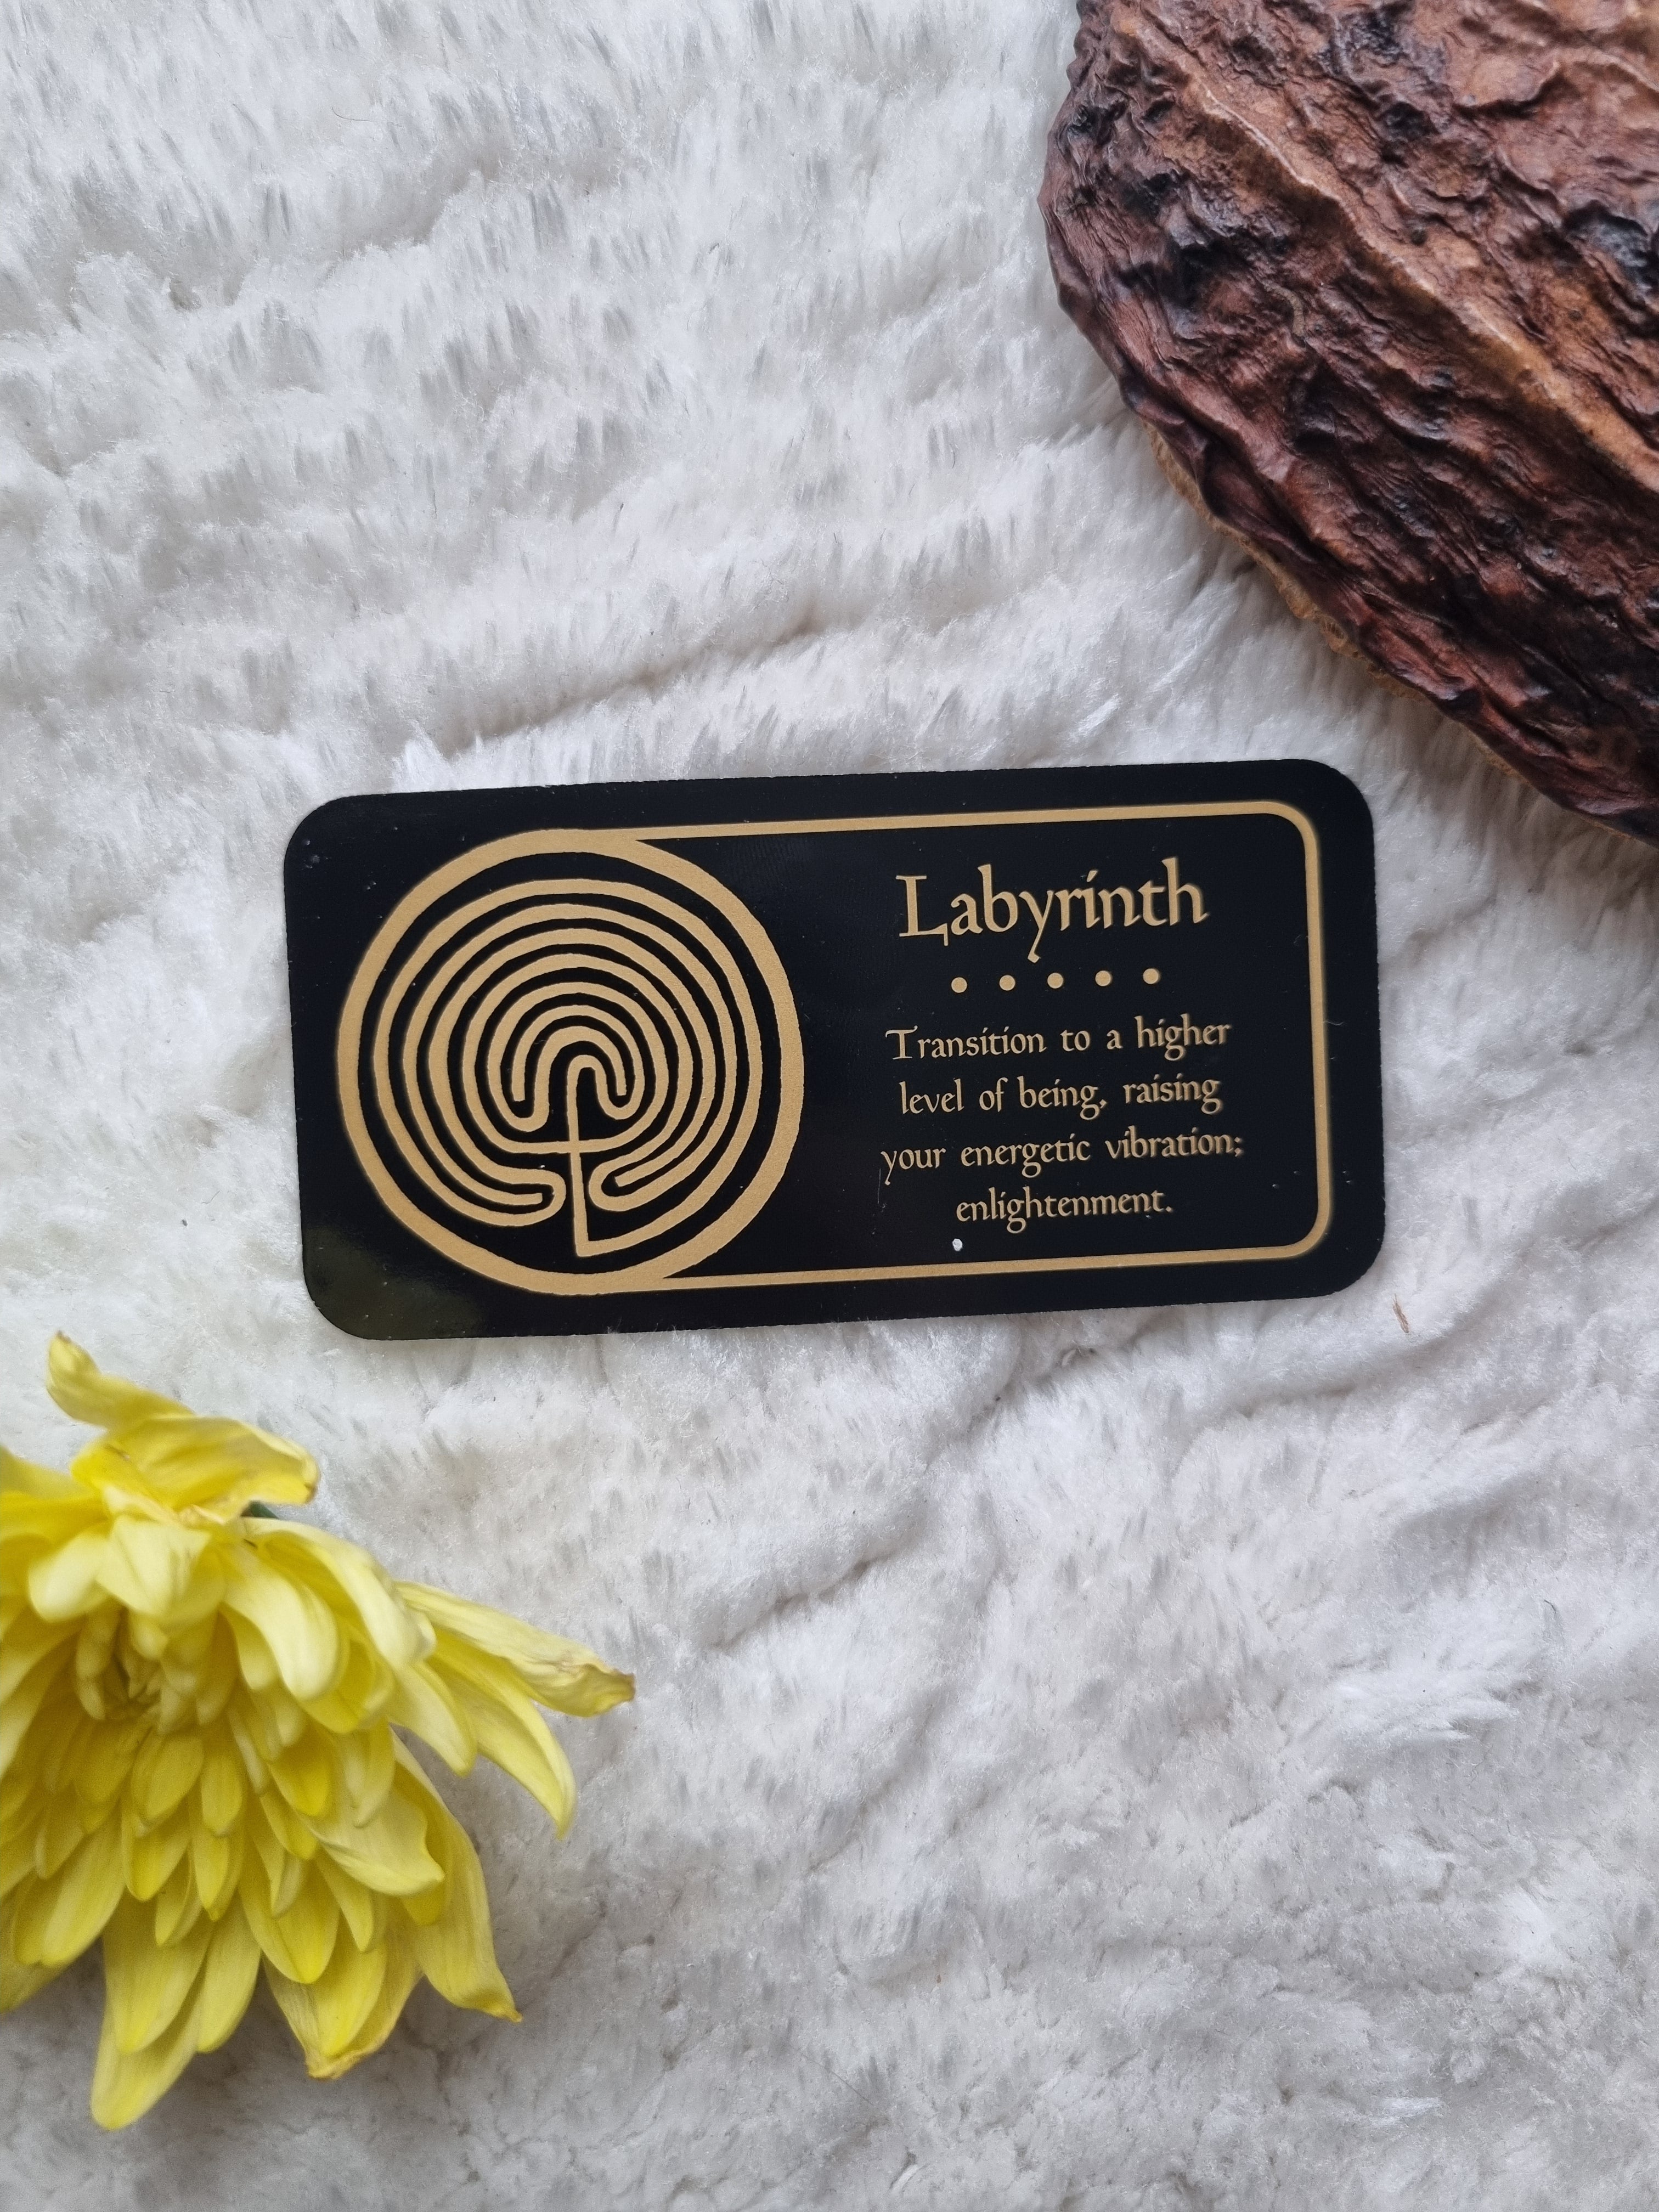 Labyrinth
Transition to a higher
level of being, raising
your energetic vibration;
enlightenment.